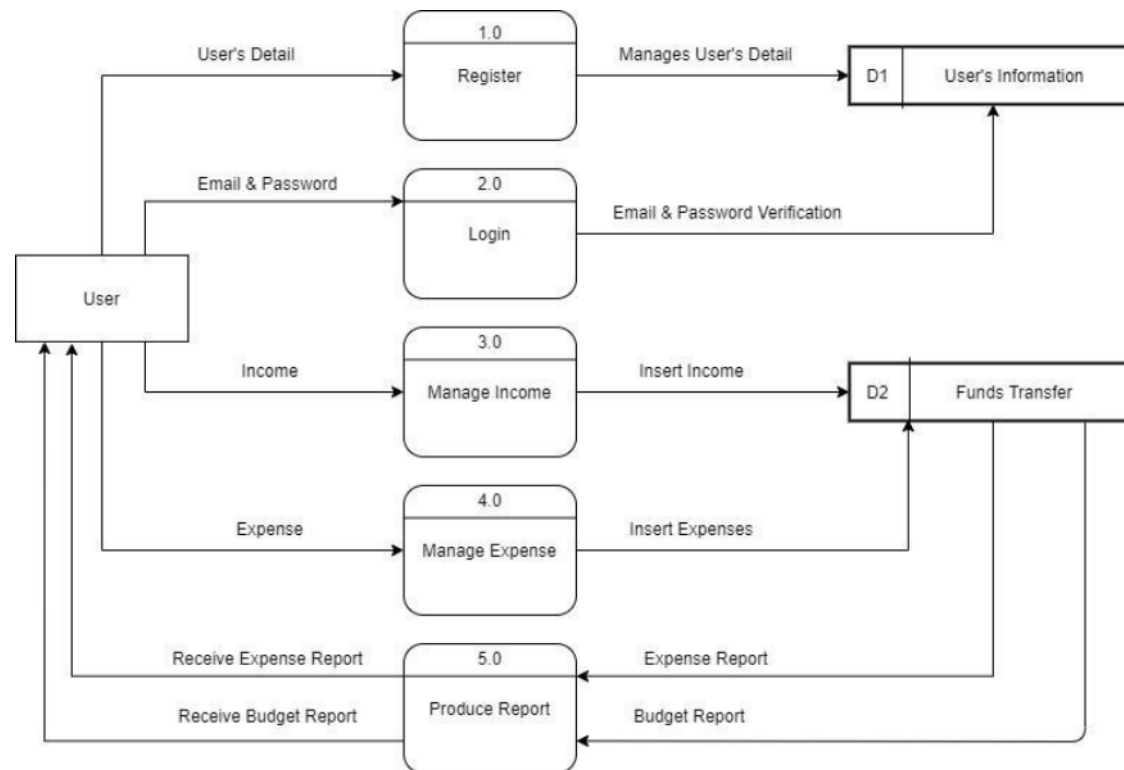 1.0
User's Detail
Manages User's Detail
Register
D1
User's Information
2.0
Email & Password
Email & Password Verification
Login
User
3.0
Income
Insert Income
Manage Income
D2
Funds Transfer
4.0
Expense
Insert Expenses
Manage Expense
5.0
Receive Expense Report
Expense Report
Produce Report
Receive Budget Report
Budget Report